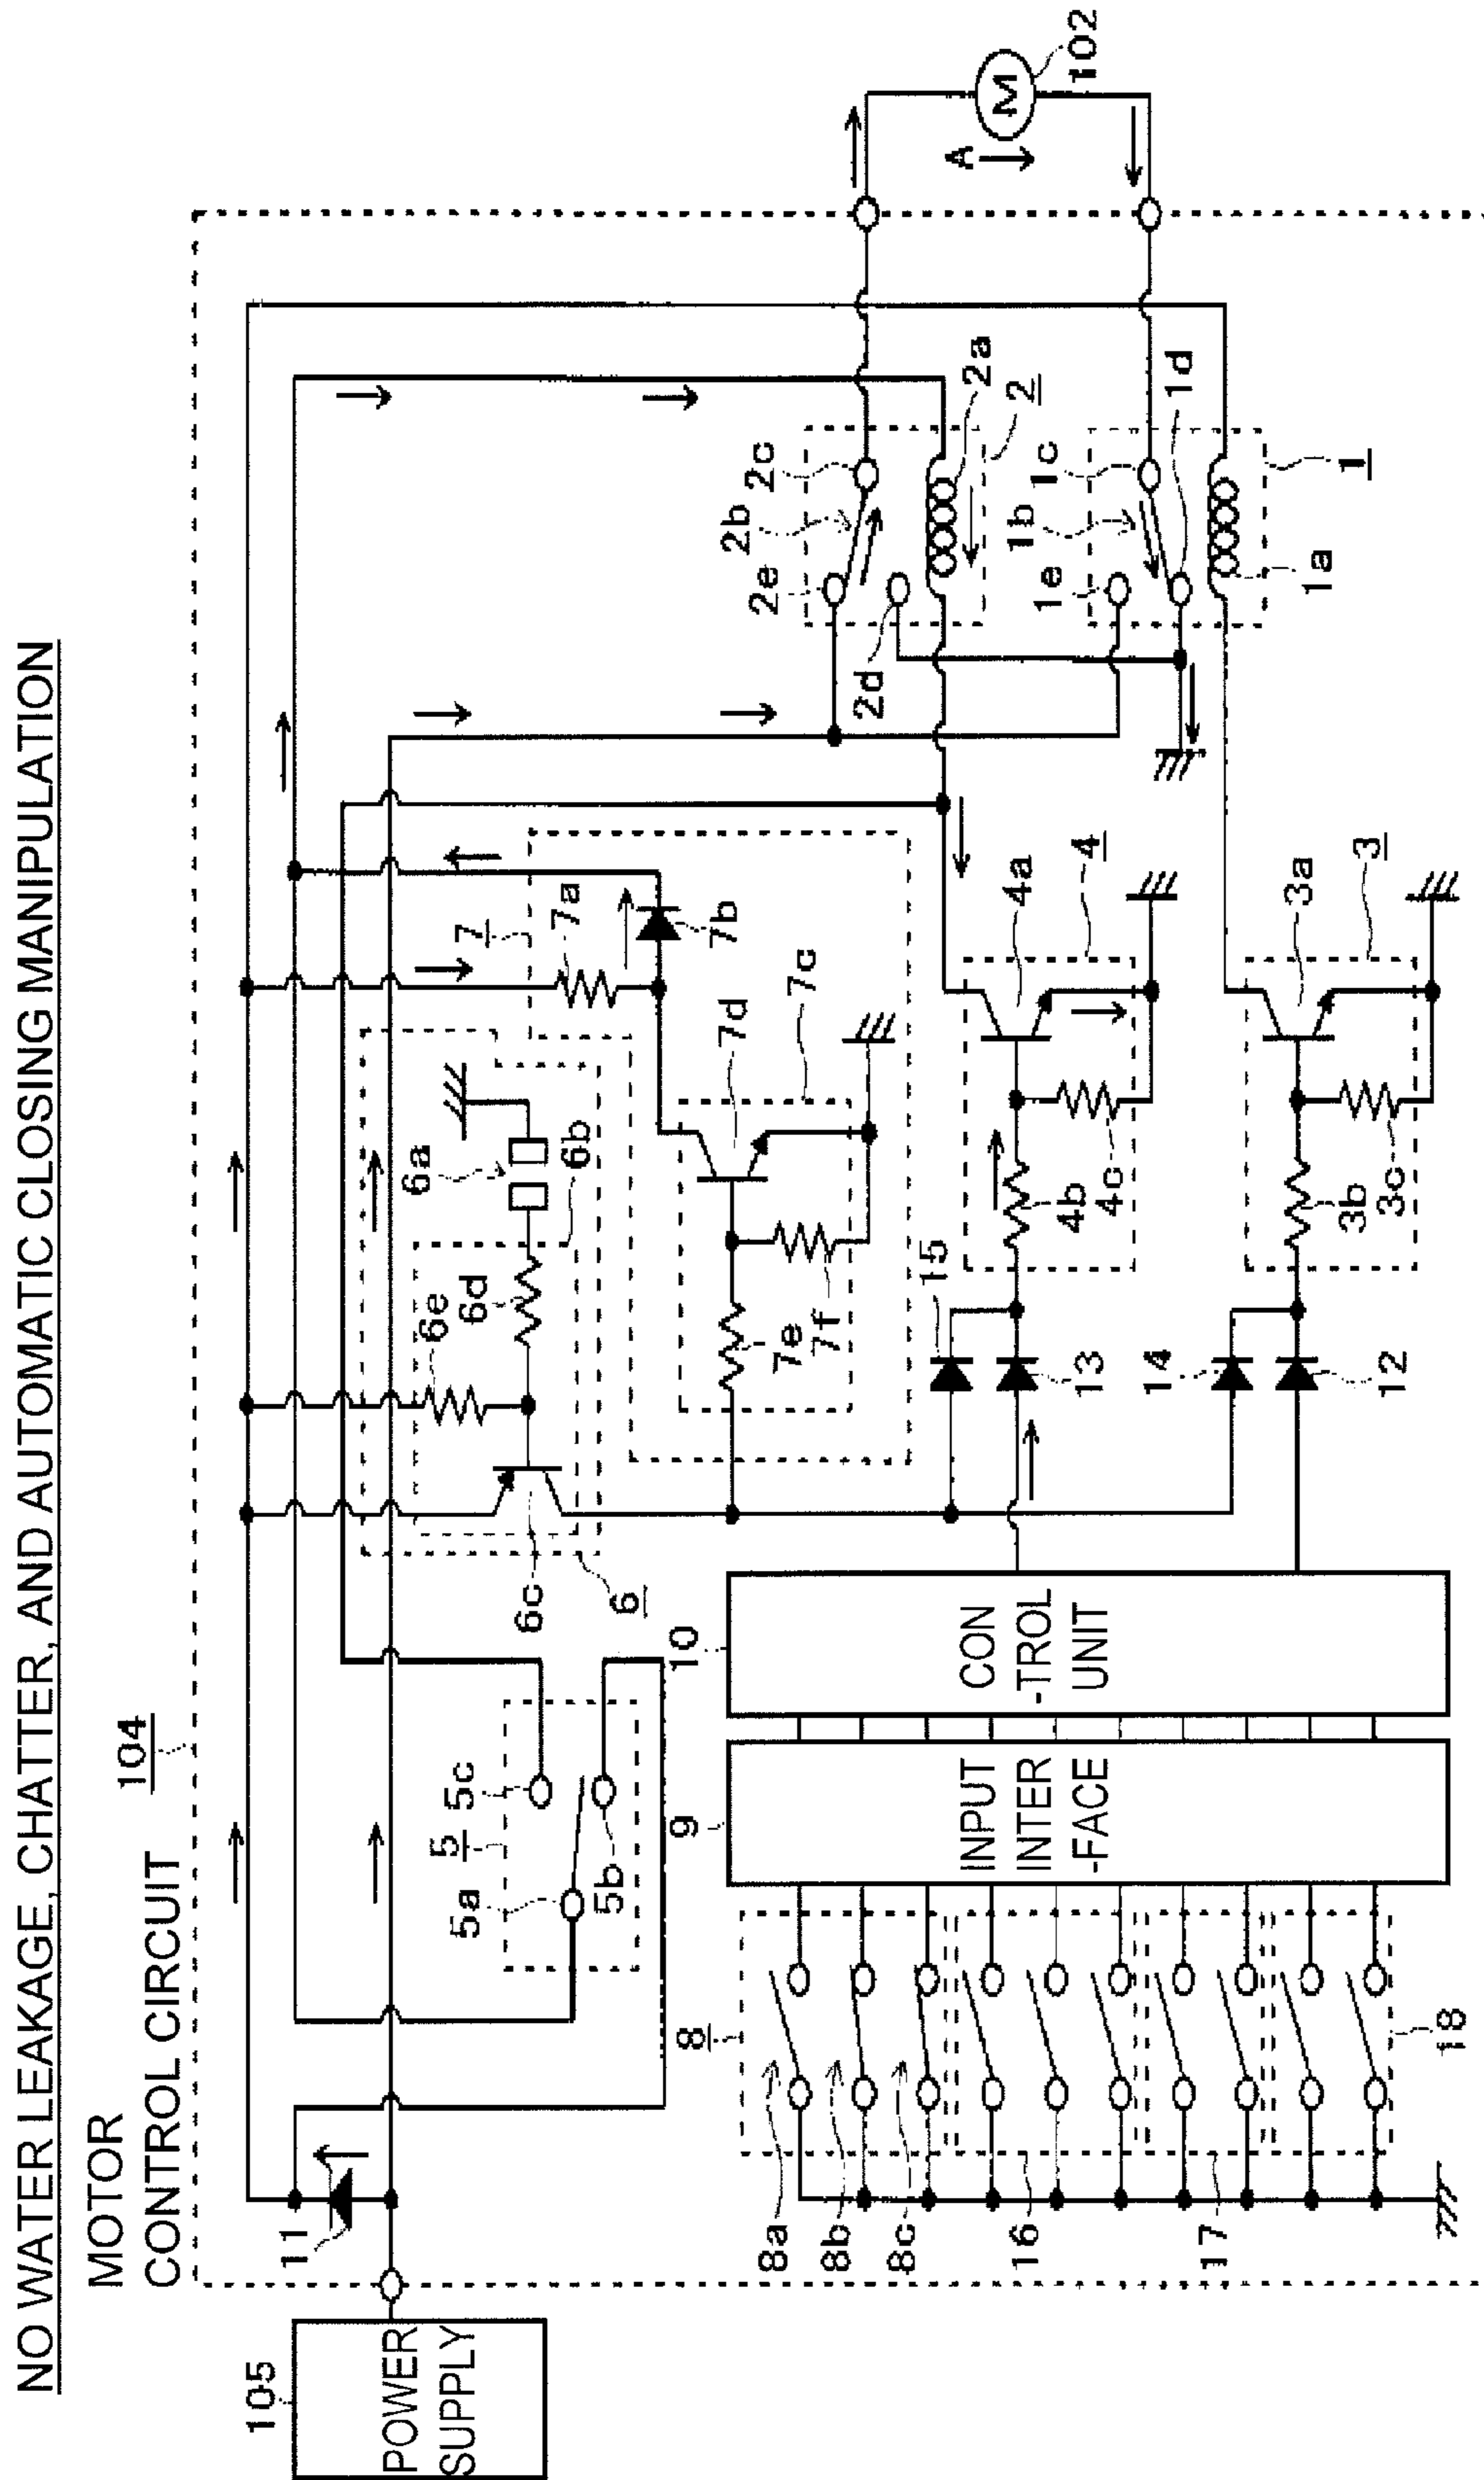 NO WATER LEAKAGE, CHATTER, AND AUTOMATIC CLOSING MANIPULATION
MOTOR
CONTROL CIRCUIT
104
105
POWER
SUPPLY
11
5
5a
5c
5b
6
6c
6e
6d
6a
6b
7
7a
7b
7c
7d
7e
7f
2
2a
2b
2c
2e
2d
1
1b
1c
1e
1d
1a
A
M
102
4
4a
4b
4c
3
3a
3b
3c
15
13
14
12
10
CON
-TROL
UNIT
9
INPUT
INTER
-FACE
8
8a
8b
8c
16
17
18